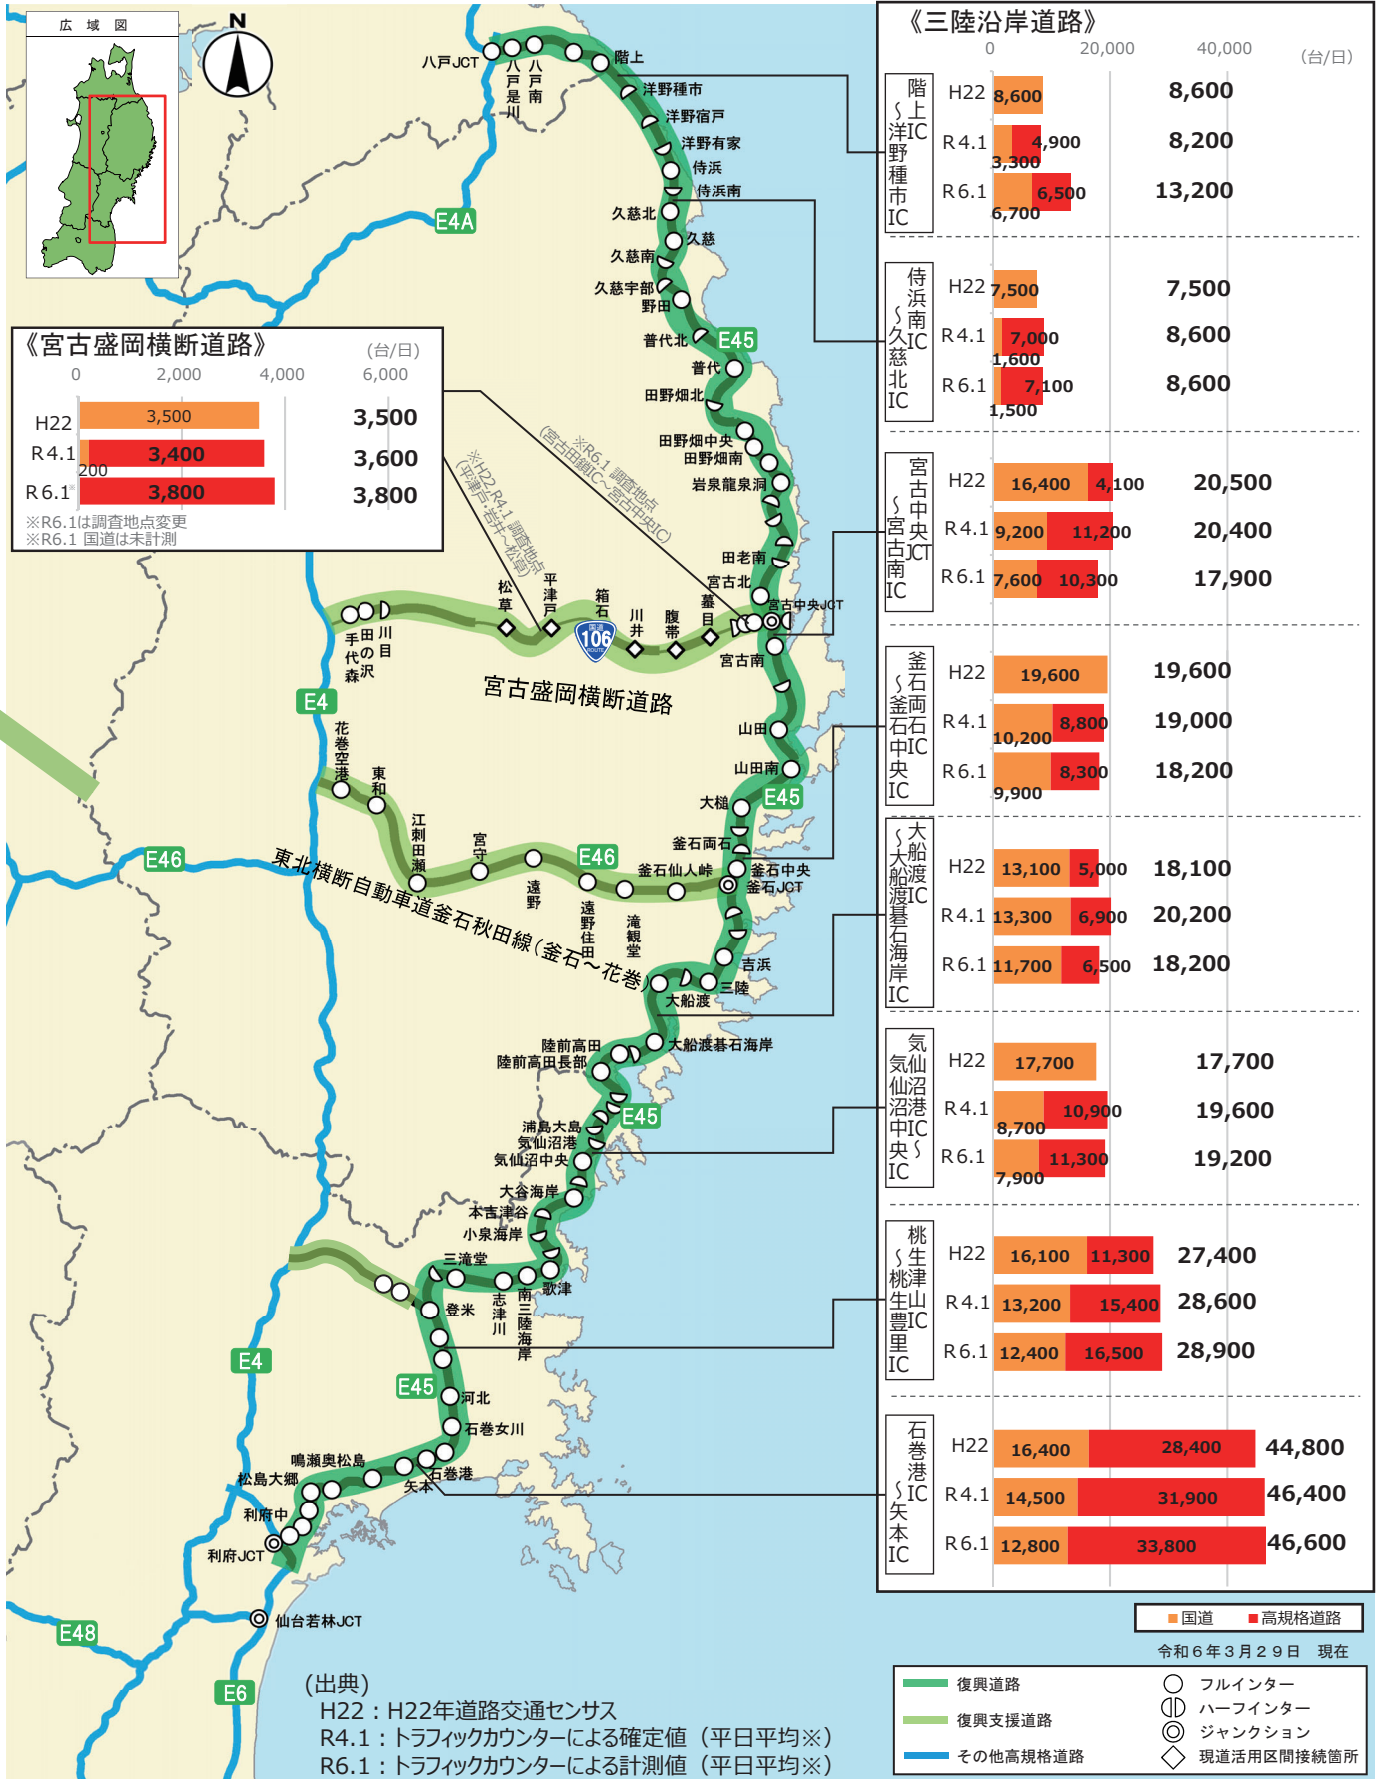 広域図
N
八戸JCT
八戸是川
八戸南
階上
洋野種市
洋野宿戸
洋野有家
侍浜
侍浜南
久慈北
久慈
久慈南
久慈宇部
野田
普代北
普代
田野畑北
田野畑中央
田野畑南
岩泉龍泉洞
田老南
宮古北
宮古中央JCT
宮古南
山田
山田南
大槌
釜石両石
釜石中央
釜石JCT
釜石仙人峠
吉浜
三陸
大船渡
大船渡碁石海岸
陸前高田
陸前高田長部
浦島大島
気仙沼港
気仙沼中央
大谷海岸
本吉津谷
小泉海岸
歌津
南三陸海岸
志津川
三滝堂
登米
河北
石巻女川
石巻港
矢本
鳴瀬奥松島
松島大郷
利府中
利府JCT
仙台若林JCT
E4A
E45
E4
E45
E46
E46
E45
E4
E45
E48
E6
手代森
田の沢
川目
松草
平津戸
箱石
国道
106
ROUTE
川井
腹帯
蟇目
宮古盛岡横断道路
花巻空港
東和
江刺田瀬
宮守
遠野
遠野住田
滝観堂
東北横断自動車道釜石秋田線(釜石～花巻)
※H22,R4.1 調査地点
(平津戸・岩井～松草)
※R6.1 調査地点
(宮古田鎖IC～宮古中央IC)
《宮古盛岡横断道路》
(台/日)
0 2,000 4,000 6,000
H22 3,500 3,500
R4.1 200 3,400 3,600
R6.1※ 3,800 3,800
※R6.1は調査地点変更
※R6.1 国道は未計測
《三陸沿岸道路》
0 20,000 40,000 (台/日)
階上IC～洋野種市IC
H22 8,600 8,600
R4.1 3,300 4,900 8,200
R6.1 6,700 6,500 13,200
侍浜南IC～久慈北IC
H22 7,500 7,500
R4.1 1,600 7,000 8,600
R6.1 1,500 7,100 8,600
宮古中央JCT～宮古南IC
H22 16,400 4,100 20,500
R4.1 9,200 11,200 20,400
R6.1 7,600 10,300 17,900
釜石両石IC～釜石中央IC
H22 19,600 19,600
R4.1 10,200 8,800 19,000
R6.1 9,900 8,300 18,200
大船渡IC～大船渡碁石海岸IC
H22 13,100 5,000 18,100
R4.1 13,300 6,900 20,200
R6.1 11,700 6,500 18,200
気仙沼港IC～気仙沼中央IC
H22 17,700 17,700
R4.1 8,700 10,900 19,600
R6.1 7,900 11,300 19,200
桃生津山IC～桃生豊里IC
H22 16,100 11,300 27,400
R4.1 13,200 15,400 28,600
R6.1 12,400 16,500 28,900
石巻港IC～矢本IC
H22 16,400 28,400 44,800
R4.1 14,500 31,900 46,400
R6.1 12,800 33,800 46,600
国道 高規格道路
令和6年3月29日 現在
復興道路
復興支援道路
その他高規格道路
フルインター
ハーフインター
ジャンクション
現道活用区間接続箇所
(出典)
H22：H22年道路交通センサス
R4.1：トラフィックカウンターによる確定値（平日平均※）
R6.1：トラフィックカウンターによる計測値（平日平均※）